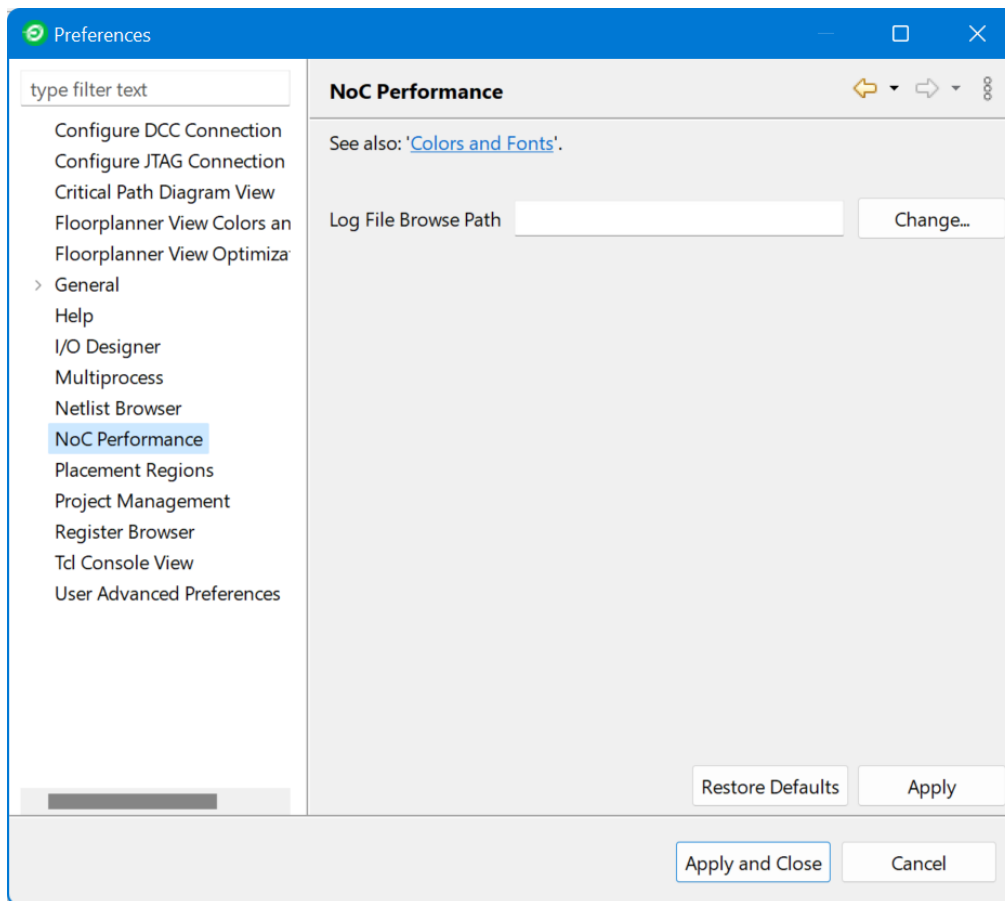 Preferences
type filter text
Configure DCC Connection
Configure JTAG Connection
Critical Path Diagram View
Floorplanner View Colors an
Floorplanner View Optimiza
General
Help
I/O Designer
Multiprocess
Netlist Browser
NoC Performance
Placement Regions
Project Management
Register Browser
Tcl Console View
User Advanced Preferences
NoC Performance
See also: 'Colors and Fonts'.
Log File Browse Path
Change...
Restore Defaults
Apply
Apply and Close
Cancel